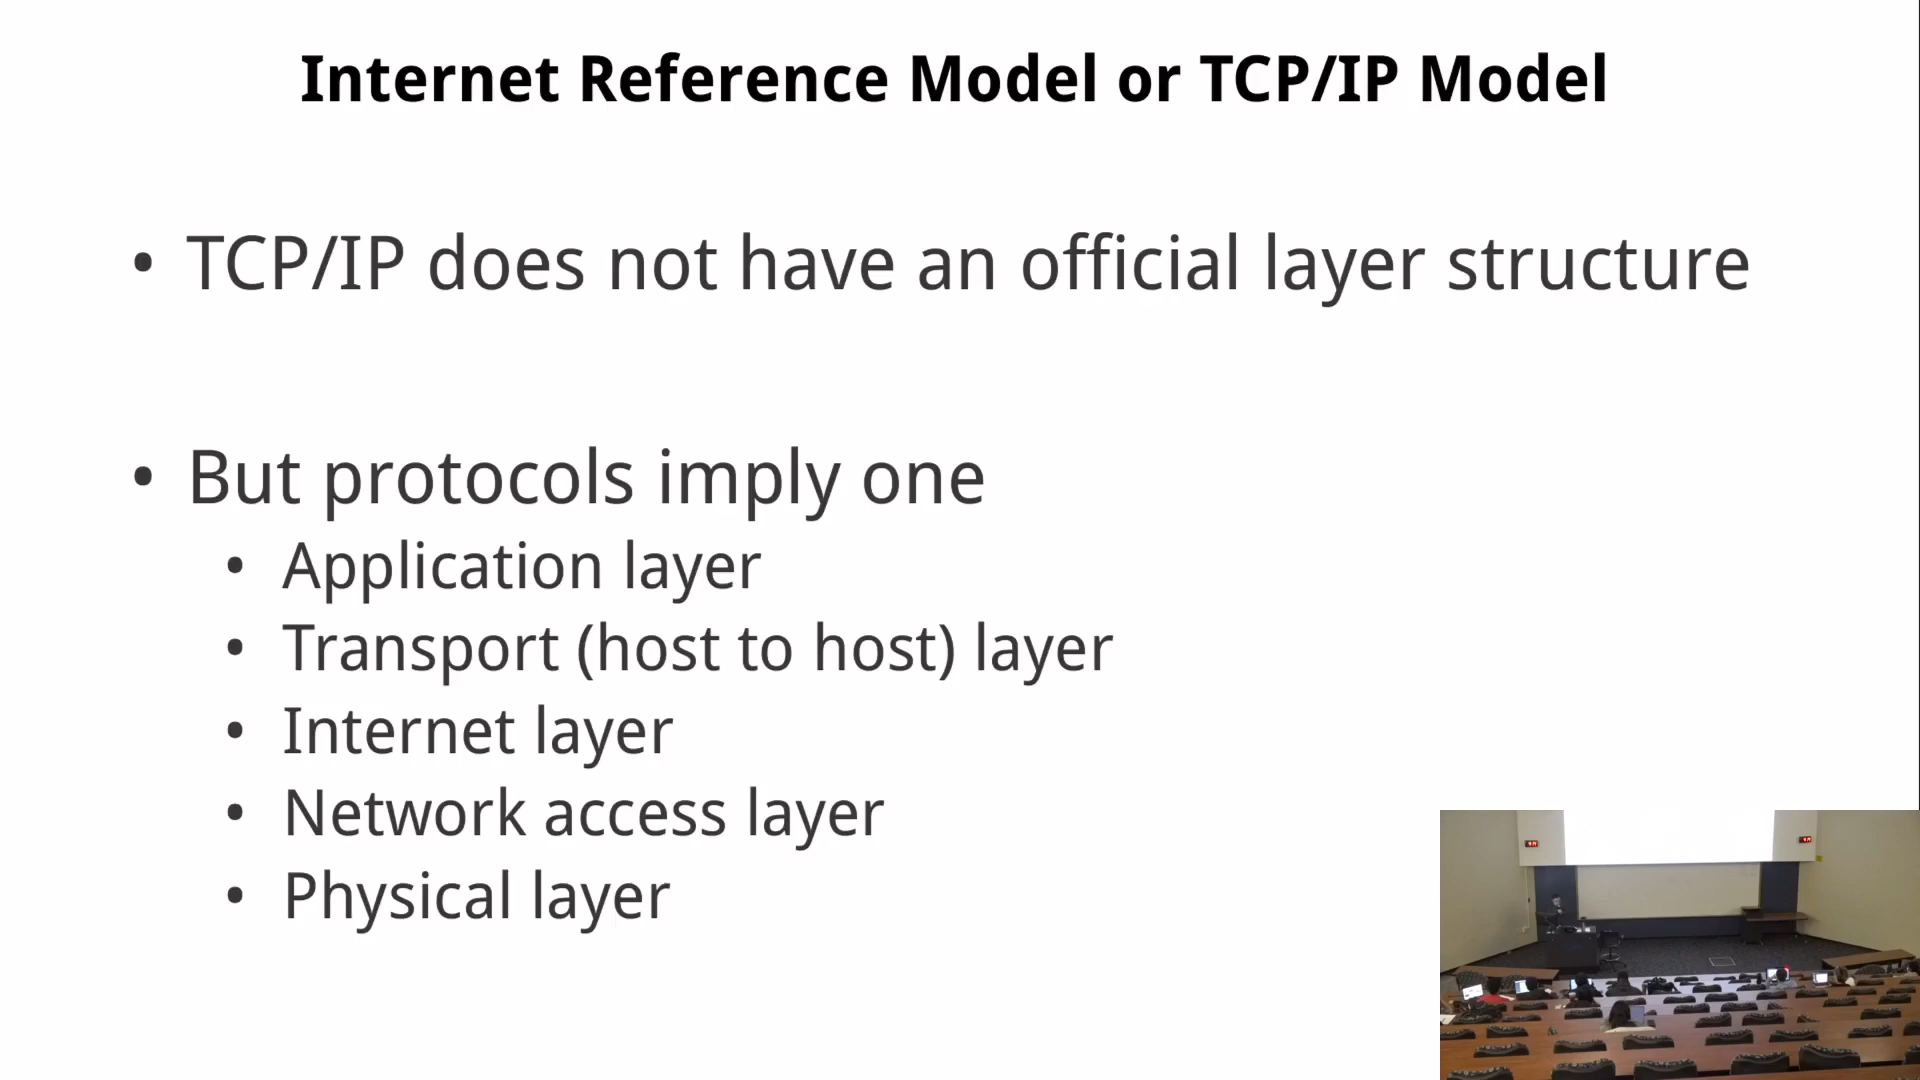 Internet Reference Model or TCP/IP Model
• TCP/IP does not have an official layer structure
• But protocols imply one
• Application layer
• Transport (host to host) layer
• Internet layer
• Network access layer
• Physical layer